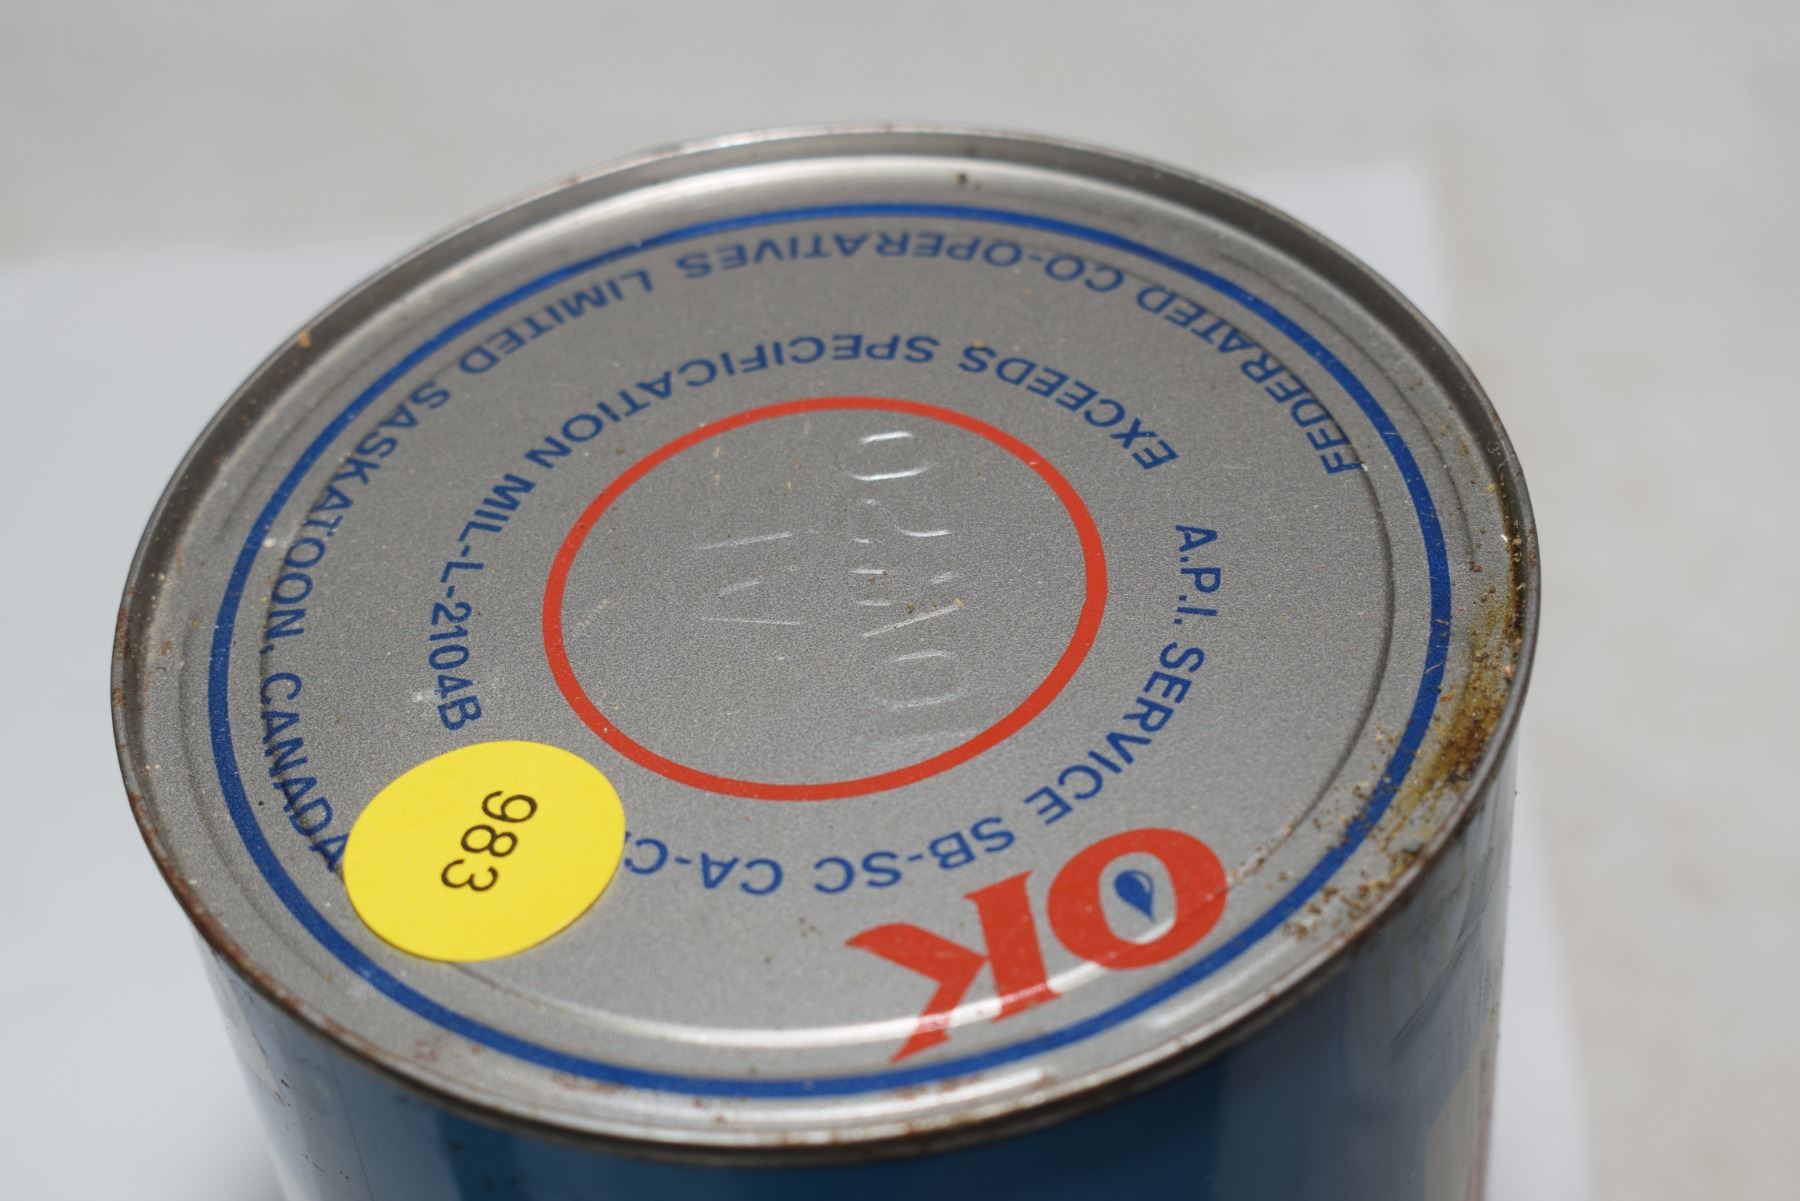 FEDERATED CO-OPERATIVES LIMITED SASKATOON, CANADA
EXCEEDS SPECIFICATION MIL-L-2104B
A.P.I. SERVICE SB-SC CA-C
OK
983